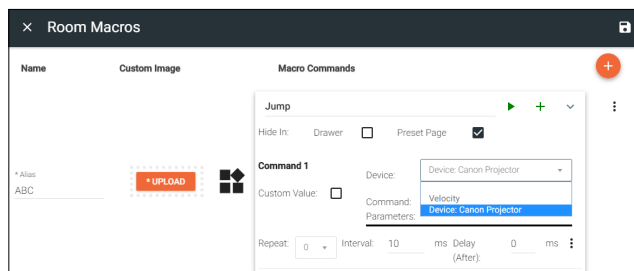 × Room Macros
Name Custom Image Macro Commands
Jump
Hide In: Drawer Preset Page
Command 1
Device: Device: Canon Projector
* Alias
ABC
* UPLOAD
Custom Value:
Velocity
Command: Device: Canon Projector
Parameters:
Repeat: 0 Interval: 10 ms Delay 0 ms
(After):